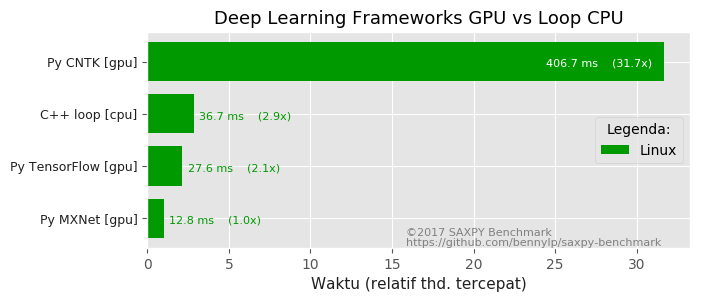 Deep Learning Frameworks GPU vs Loop CPU
Py CNTK [gpu]
406.7 ms (31.7x)
C++ loop [cpu]
36.7 ms (2.9x)
Py TensorFlow [gpu]
27.6 ms (2.1x)
Py MXNet [gpu]
12.8 ms (1.0x)
Legenda:
Linux
©2017 SAXPY Benchmark
https://github.com/bennylp/saxpy-benchmark
0 5 10 15 20 25 30
Waktu (relatif thd. tercepat)